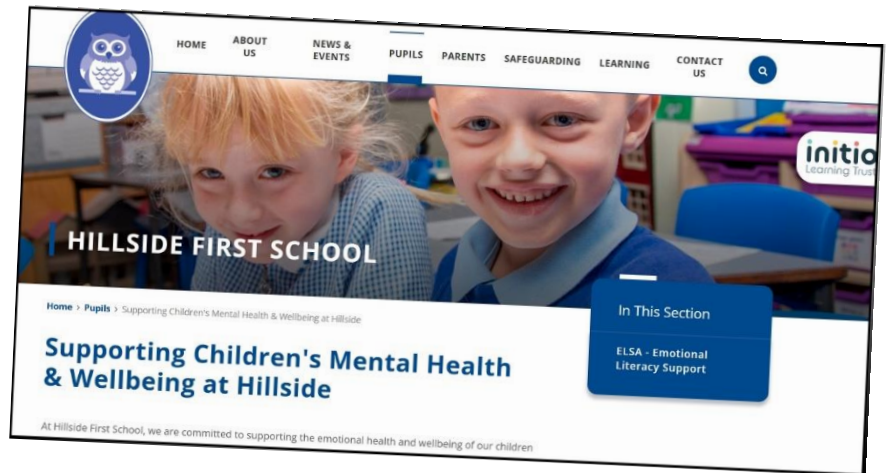 HOME
ABOUT
US
NEWS &
EVENTS
PUPILS
PARENTS
SAFEGUARDING
LEARNING
CONTACT
US
initio
Learning Trust
HILLSIDE FIRST SCHOOL
Home > Pupils > Supporting Children's Mental Health & Wellbeing at Hillside
In This Section
ELSA - Emotional
Literacy Support
Supporting Children's Mental Health
& Wellbeing at Hillside
At Hillside First School, we are committed to supporting the emotional health and wellbeing of our children